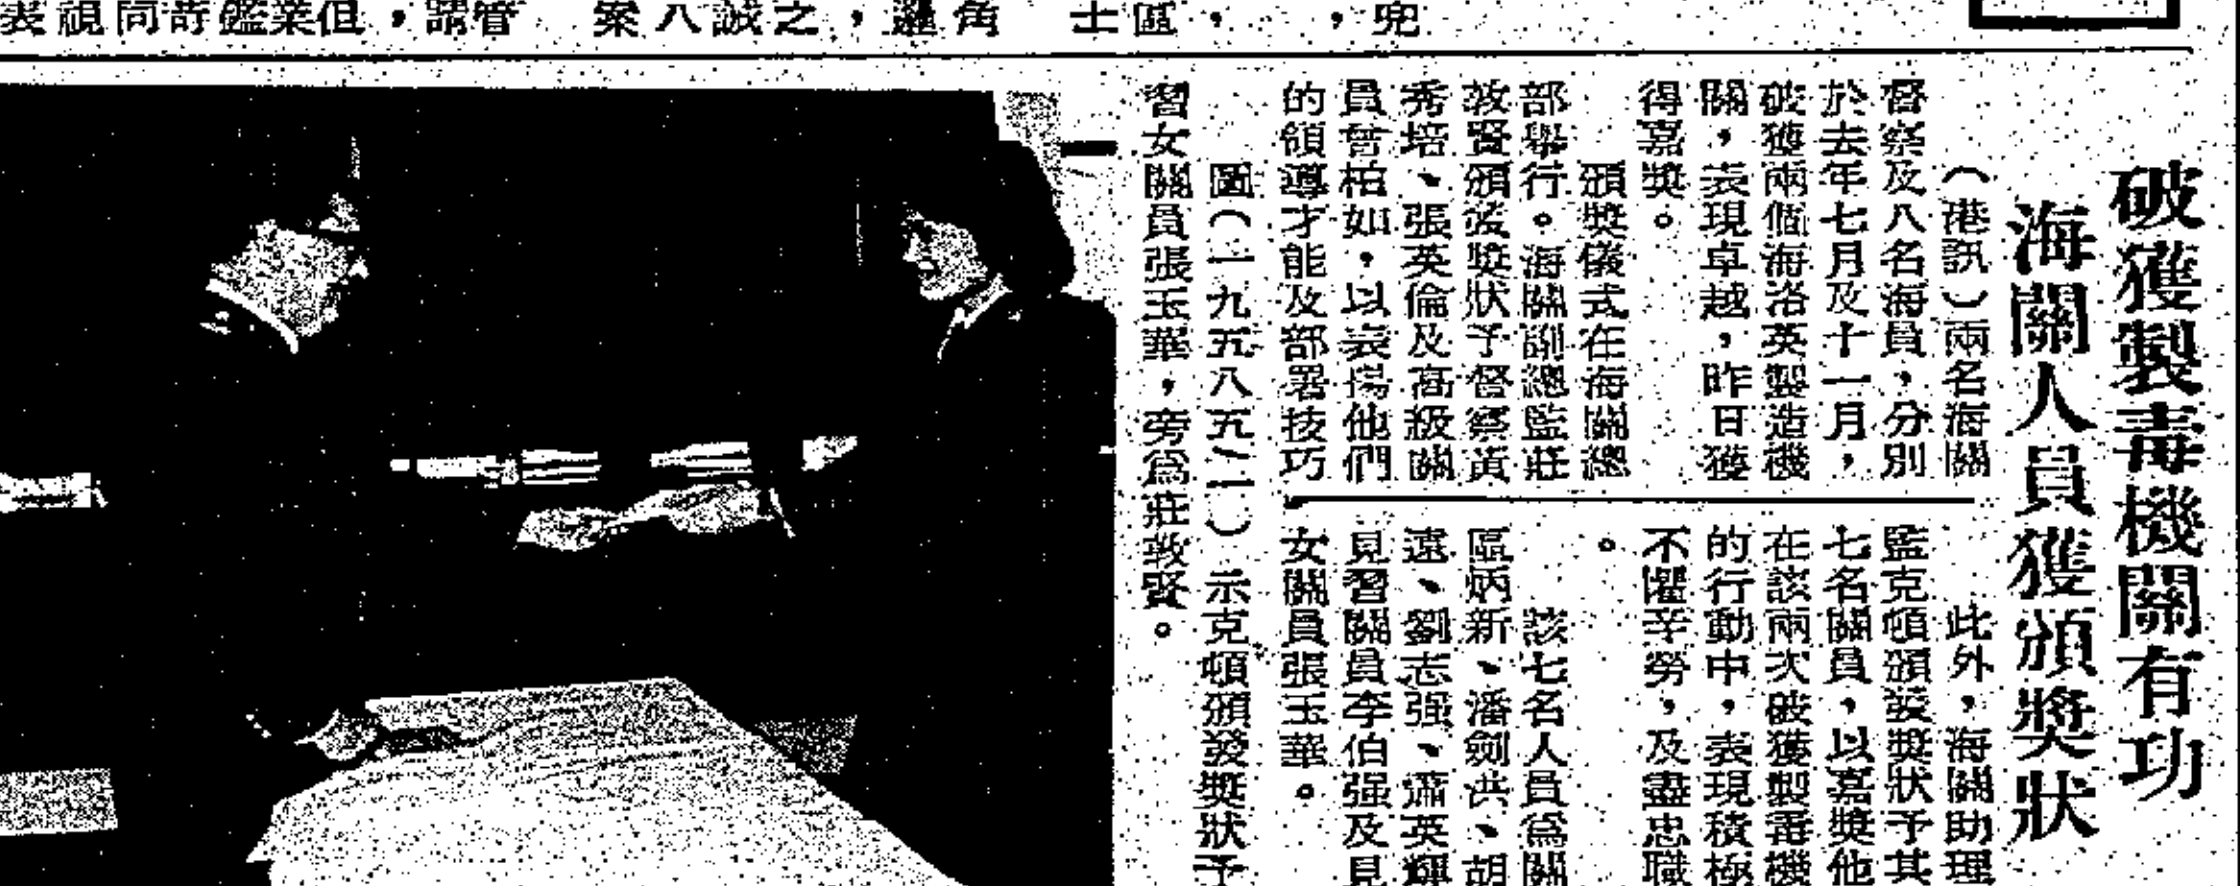 破獲製毒機關有功
海關人員獲頒獎狀
（港訊）兩名海關
督察及八名海員，分別
於去年七月及十一月，
破獲兩個海洛英製造機
關，表現卓越，昨日獲
得嘉獎。
頒獎儀式在海關總
部舉行。海關副總監莊
敦賢頒發獎狀予督察黃
秀培、張英倫及高級關
員曾柏如，以表揚他們
的領導才能及部署技巧
此外，海關助理
監克頓頒發獎狀予其
七名關員，以嘉獎他
在該兩次破獲製毒機
的行動中，表現積極
不懼辛勞，及盡忠職
。
該七名人員為關
區炳新、潘劍洪、胡
遠、劉志强、蕭英輝
見習關員李伯强及見
女關員張玉華。
圖（一九五八五/一）示克頓頒發獎狀予
習女關員張玉華，旁為莊敦賢。